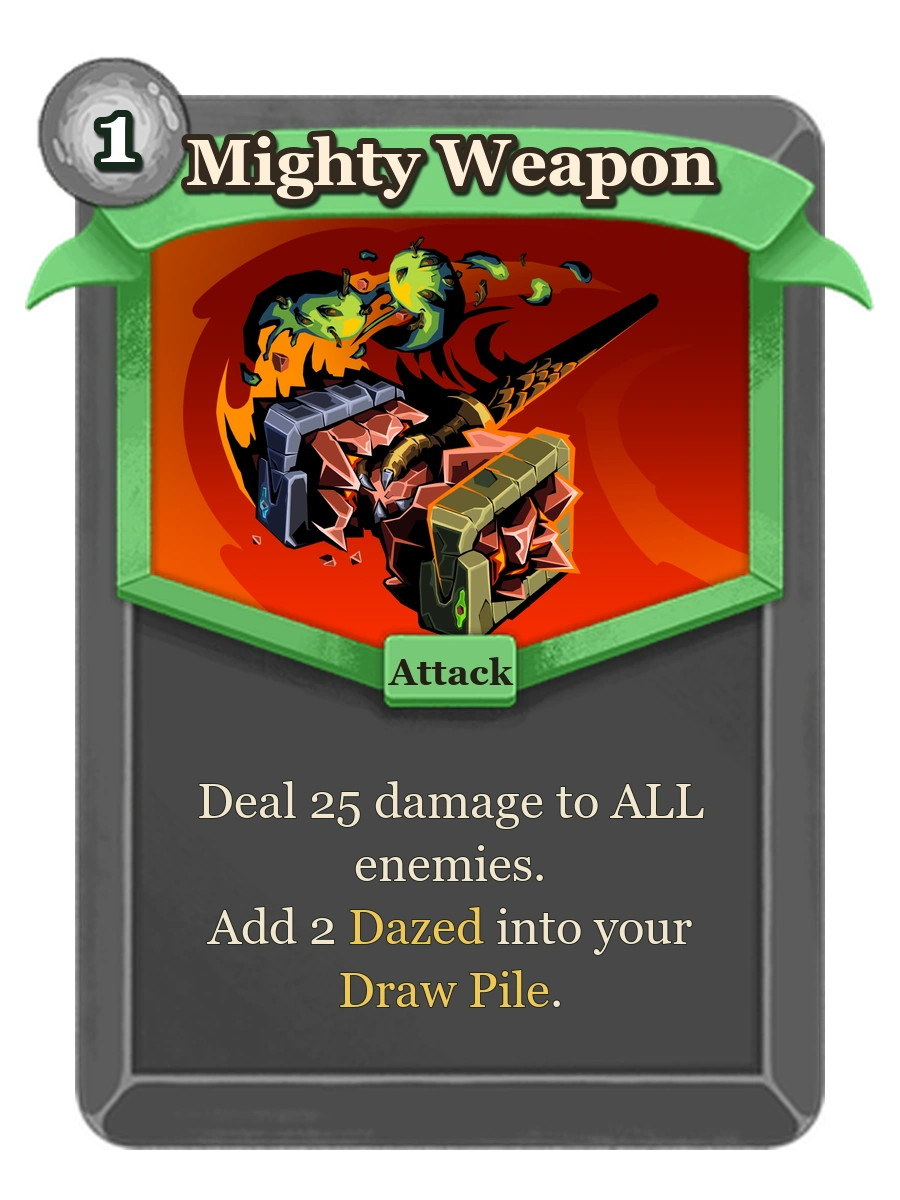 1
Mighty Weapon
Attack
Deal 25 damage to ALL
enemies.
Add 2 Dazed into your
Draw Pile.